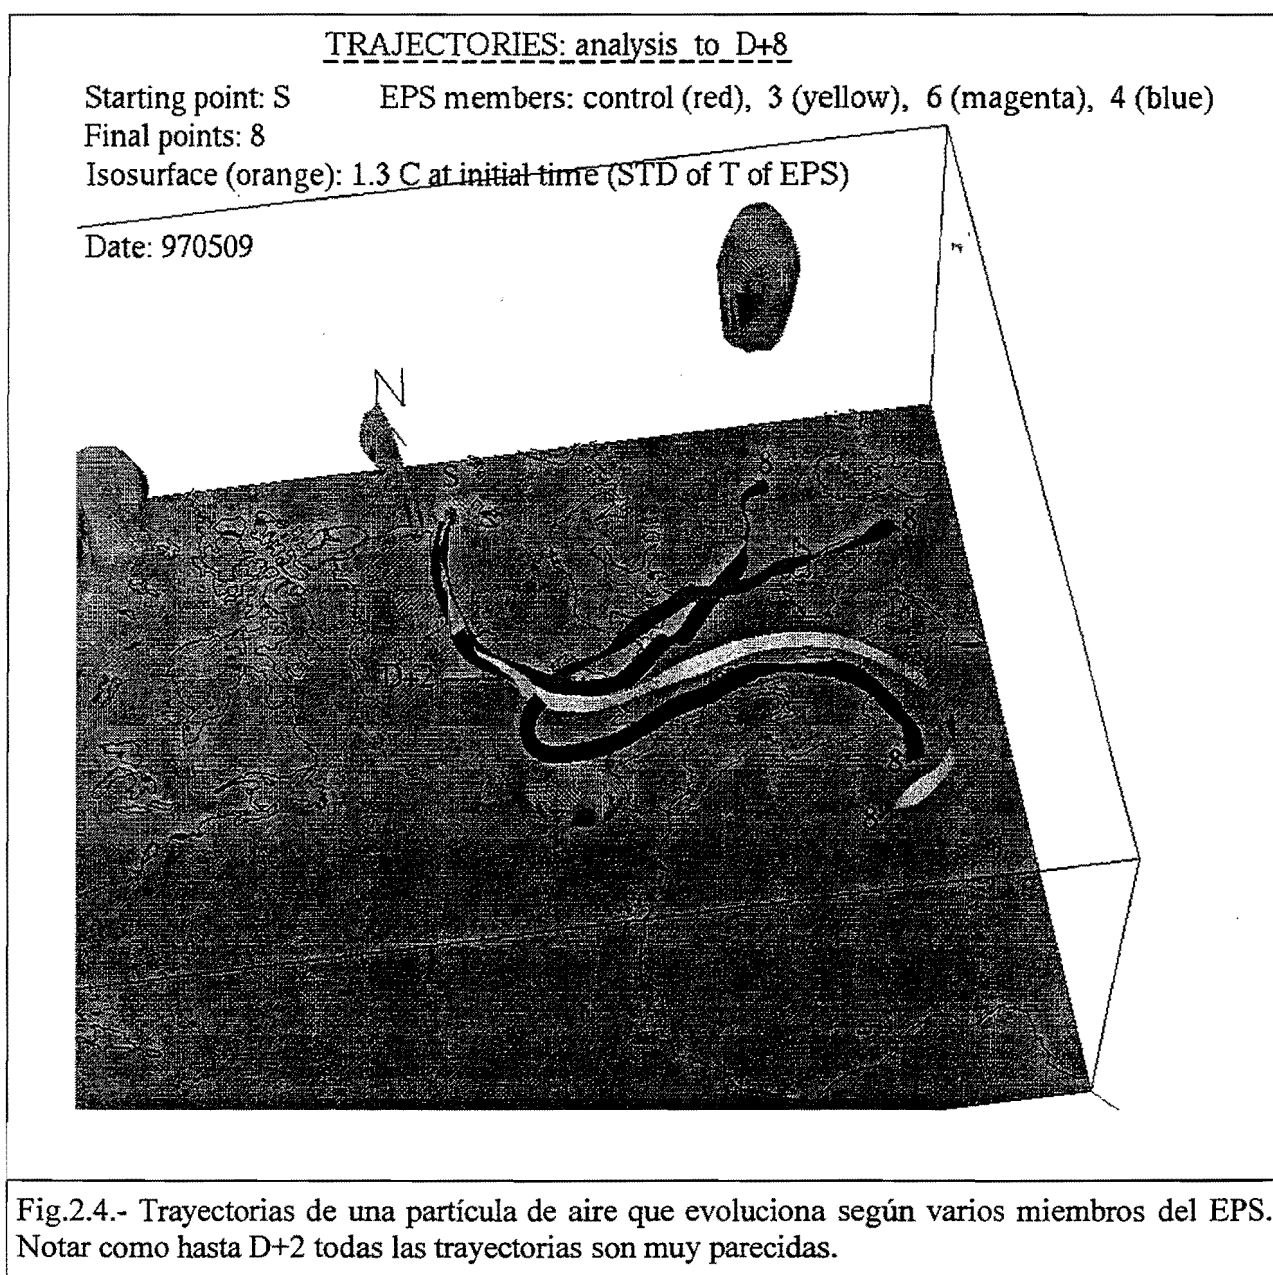 TRAJECTORIES: analysis to D+8
Starting point: S EPS members: control (red), 3 (yellow), 6 (magenta), 4 (blue)
Final points: 8
Isosurface (orange): 1.3 C at initial time (STD of T of EPS)
Date: 970509
N
S
8
8
D+2
8
8
Fig.2.4.- Trayectorias de una partícula de aire que evoluciona según varios miembros del EPS.
Notar como hasta D+2 todas las trayectorias son muy parecidas.